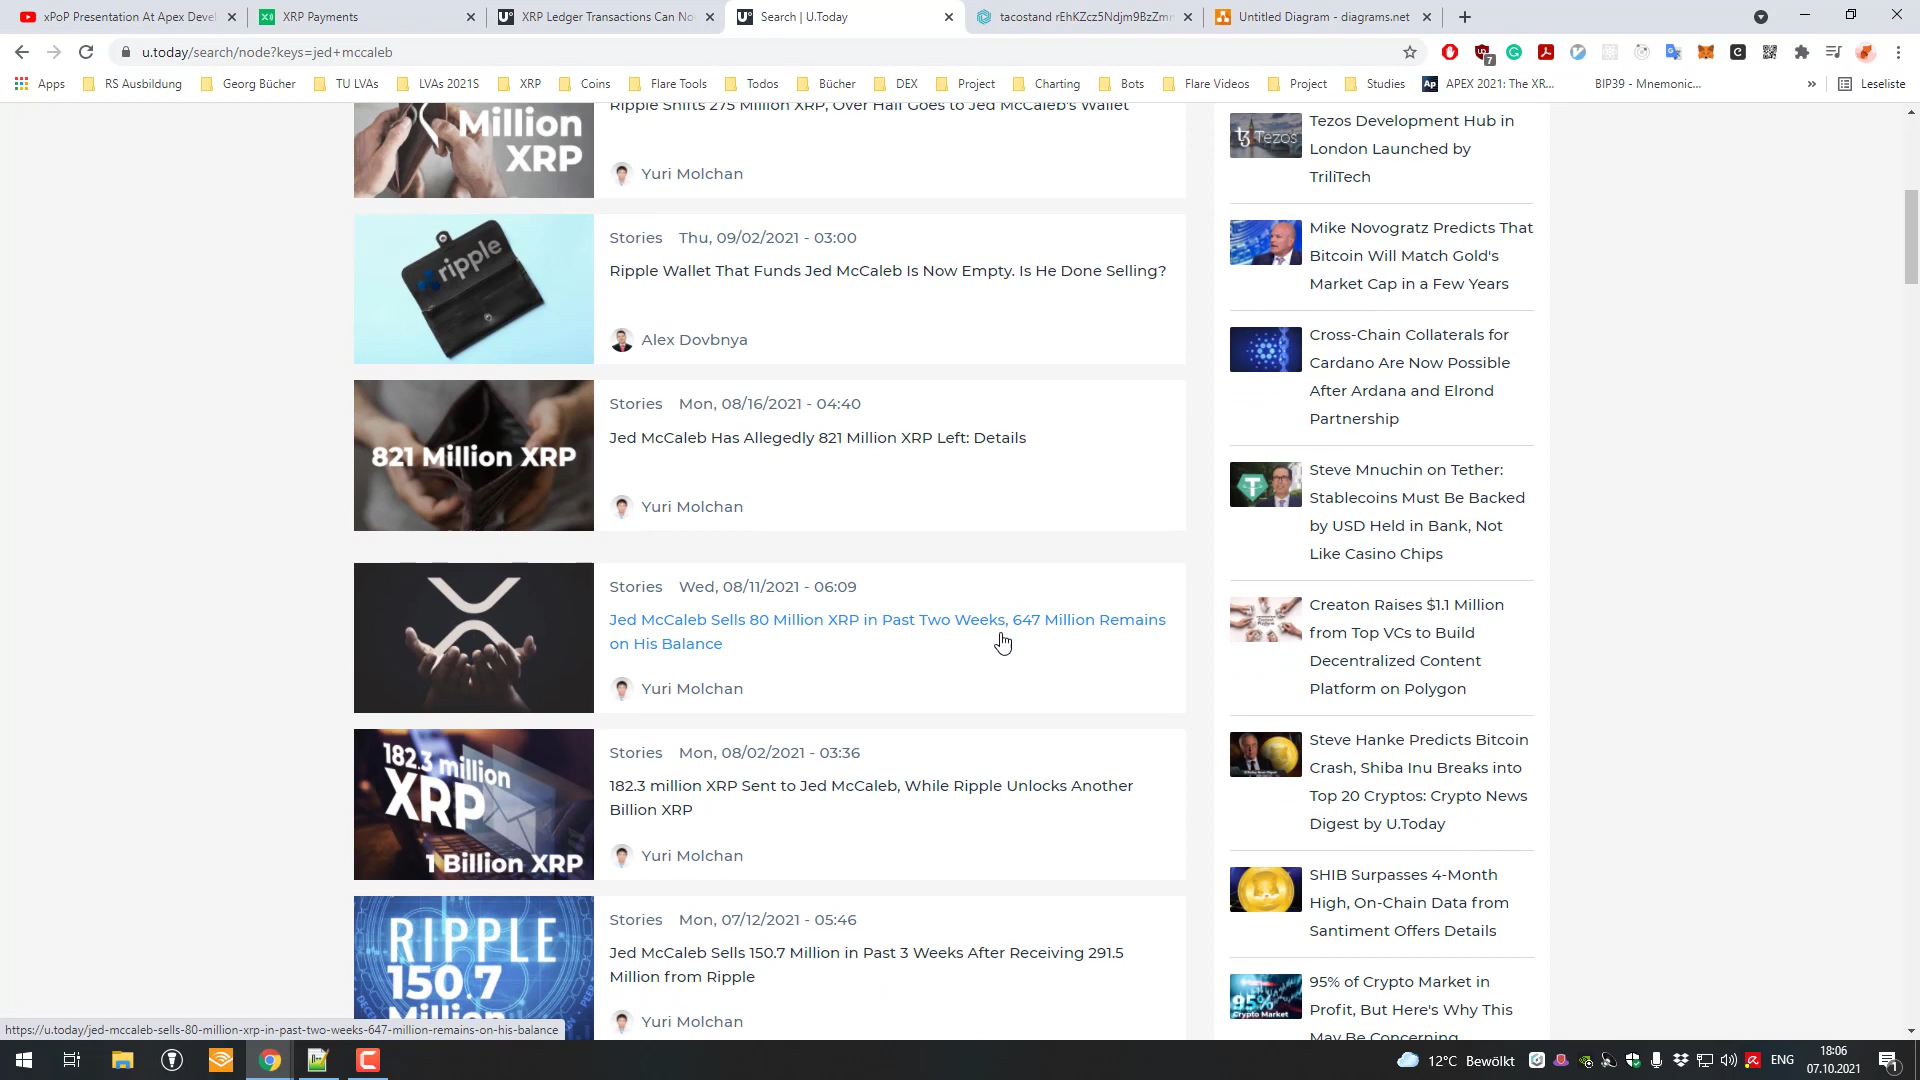 xPoP Presentation At Apex Devel
XRP Payments
XRP Ledger Transactions Can No
Search | U.Today
tacostand rEhKZcz5Ndjm9BzZmr
Untitled Diagram - diagrams.net
u.today/search/node?keys=jed+mccaleb
7
Apps
RS Ausbildung
Georg Bücher
TU LVAs
LVAs 2021S
XRP
Coins
Flare Tools
Todos
Bücher
DEX
Project
Charting
Bots
Flare Videos
Project
Studies
Ap
APEX 2021: The XR...
BIP39 - Mnemonic...
»
Leseliste
Million
XRP
Ripple Shifts 275 Million XRP, Over Half Goes to Jed McCaleb's Wallet
Yuri Molchan
ripple
Stories Thu, 09/02/2021 - 03:00
Ripple Wallet That Funds Jed McCaleb Is Now Empty. Is He Done Selling?
Alex Dovbnya
821 Million XRP
Stories Mon, 08/16/2021 - 04:40
Jed McCaleb Has Allegedly 821 Million XRP Left: Details
Yuri Molchan
Stories Wed, 08/11/2021 - 06:09
Jed McCaleb Sells 80 Million XRP in Past Two Weeks, 647 Million Remains
on His Balance
Yuri Molchan
182.3 million
XRP
1 Billion XRP
Stories Mon, 08/02/2021 - 03:36
182.3 million XRP Sent to Jed McCaleb, While Ripple Unlocks Another
Billion XRP
Yuri Molchan
RIPPLE
150.7
Million
Stories Mon, 07/12/2021 - 05:46
Jed McCaleb Sells 150.7 Million in Past 3 Weeks After Receiving 291.5
Million from Ripple
Yuri Molchan
Tezos
Tezos Development Hub in
London Launched by
TriliTech
Mike Novogratz Predicts That
Bitcoin Will Match Gold's
Market Cap in a Few Years
Cross-Chain Collaterals for
Cardano Are Now Possible
After Ardana and Elrond
Partnership
Steve Mnuchin on Tether:
Stablecoins Must Be Backed
by USD Held in Bank, Not
Like Casino Chips
Creaton Raises $1.1 Million
from Top VCs to Build
Decentralized Content
Platform on Polygon
Steve Hanke Predicts Bitcoin
Crash, Shiba Inu Breaks into
Top 20 Cryptos: Crypto News
Digest by U.Today
SHIB Surpasses 4-Month
High, On-Chain Data from
Santiment Offers Details
95%
Crypto Market
95% of Crypto Market in
Profit, But Here's Why This
May Be Concerning
https://u.today/jed-mccaleb-sells-80-million-xrp-in-past-two-weeks-647-million-remains-on-his-balance
12°C Bewölkt
ENG
18:06
07.10.2021
1